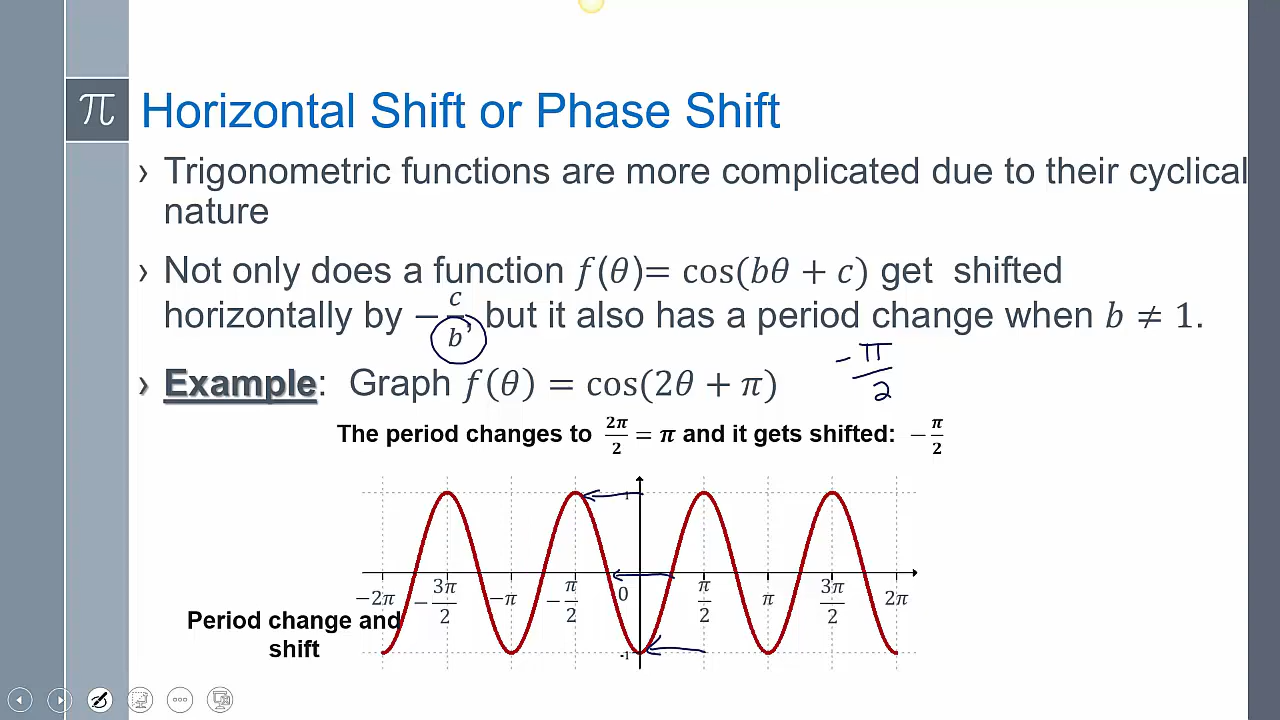 π Horizontal Shift or Phase Shift
› Trigonometric functions are more complicated due to their cyclical
nature
› Not only does a function f(θ)= cos(bθ + c) get shifted
horizontally by −c/b, but it also has a period change when b ≠ 1.
-π/2
› Example: Graph f(θ) = cos(2θ + π)
The period changes to 2π/2 = π and it gets shifted: −π/2
1
−2π −3π/2 −π −π/2 0 π/2 π 3π/2 2π
Period change and
shift
-1